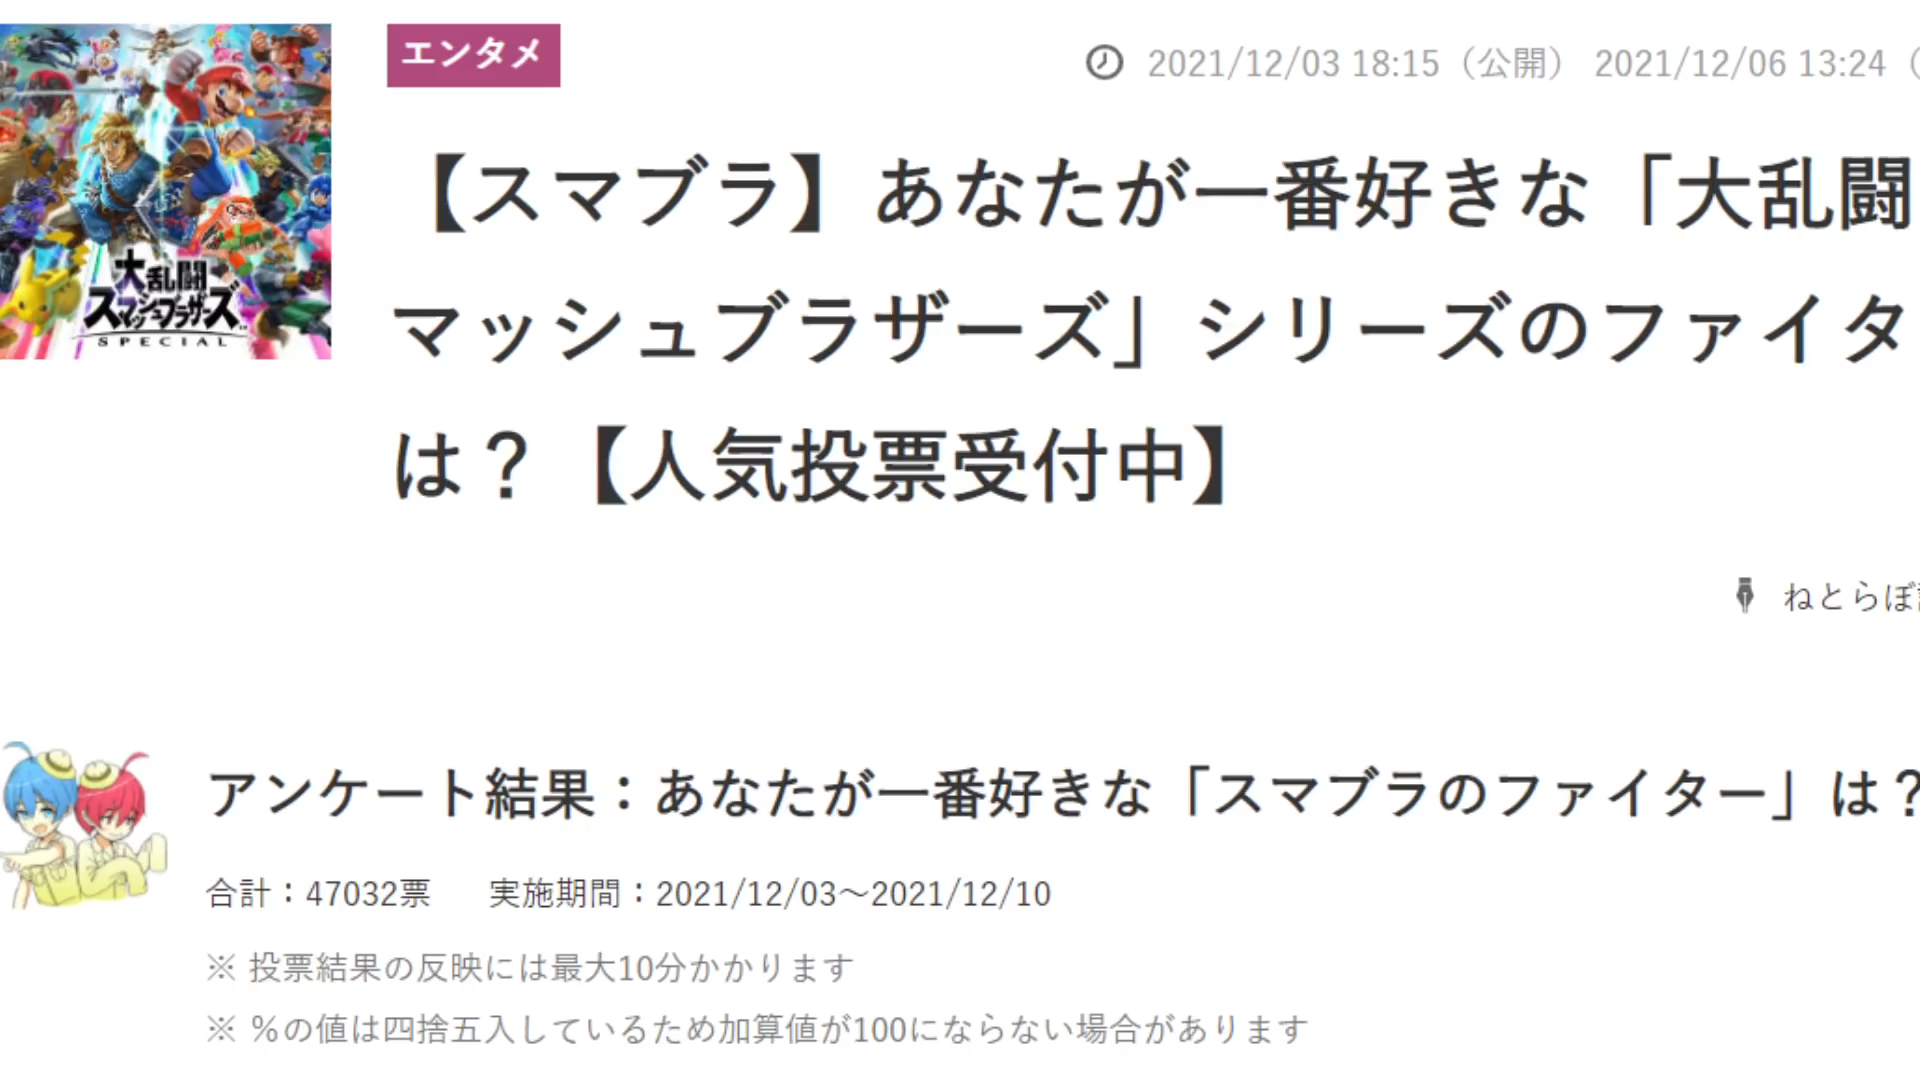 大乱闘
スマッシュブラザーズ
SPECIAL
エンタメ
2021/12/03 18:15（公開） 2021/12/06 13:24（
【スマブラ】あなたが一番好きな「大乱闘
マッシュブラザーズ」シリーズのファイタ
は？【人気投票受付中】
ねとらぼ
アンケート結果：あなたが一番好きな「スマブラのファイター」は？
合計：47032票 実施期間：2021/12/03〜2021/12/10
※ 投票結果の反映には最大10分かかります
※ %の値は四捨五入しているため加算値が100にならない場合があります